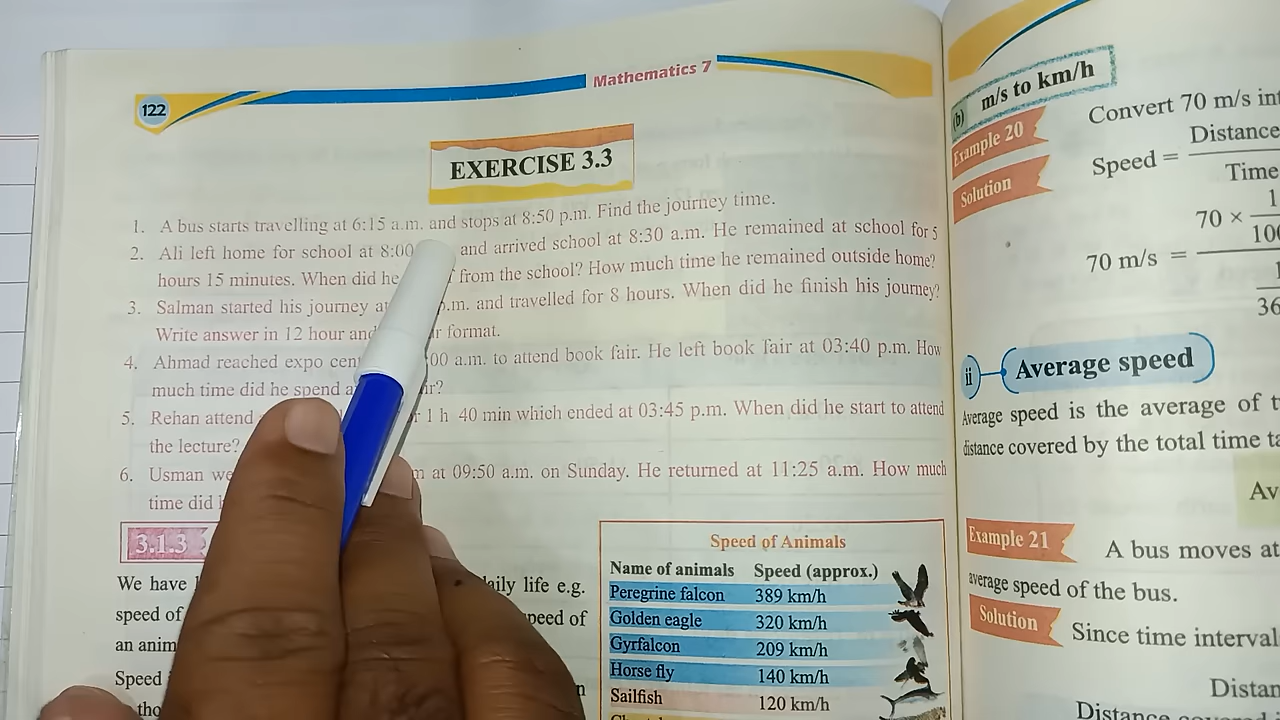 Mathematics 7
122
EXERCISE 3.3
1. A bus starts travelling at 6:15 a.m. and stops at 8:50 p.m. Find the journey time.
2. Ali left home for school at 8:00 and arrived school at 8:30 a.m. He remained at school for 5
hours 15 minutes. When did he from the school? How much time he remained outside home?
3. Salman started his journey .m. and travelled for 8 hours. When did he finish his journey?
Write answer in 12 hour and format.
4. Ahmad reached expo 00 a.m. to attend book fair. He left book fair at 03:40 p.m. How
much time did he spend
5. Rehan attend 1 h 40 min which ended at 03:45 p.m. When did he start to attend
the lecture?
6. Usman at 09:50 a.m. on Sunday. He returned at 11:25 a.m. How much
time did
3.1.3
We have daily life e.g.
speed of speed of
an
Speed
Speed of Animals
Name of animals Speed (approx.)
Peregrine falcon 389 km/h
Golden eagle 320 km/h
Gyrfalcon 209 km/h
Horse fly 140 km/h
Sailfish 120 km/h
(b) m/s to km/h
Example 20 Convert 70 m/s
Solution Speed = Distance
Time
70 m/s = 70 × 1
36
ii Average speed
Average speed is the average of
distance covered by the total time
Example 21 A bus moves at
average speed of the bus.
Solution Since time interval
Distance covered